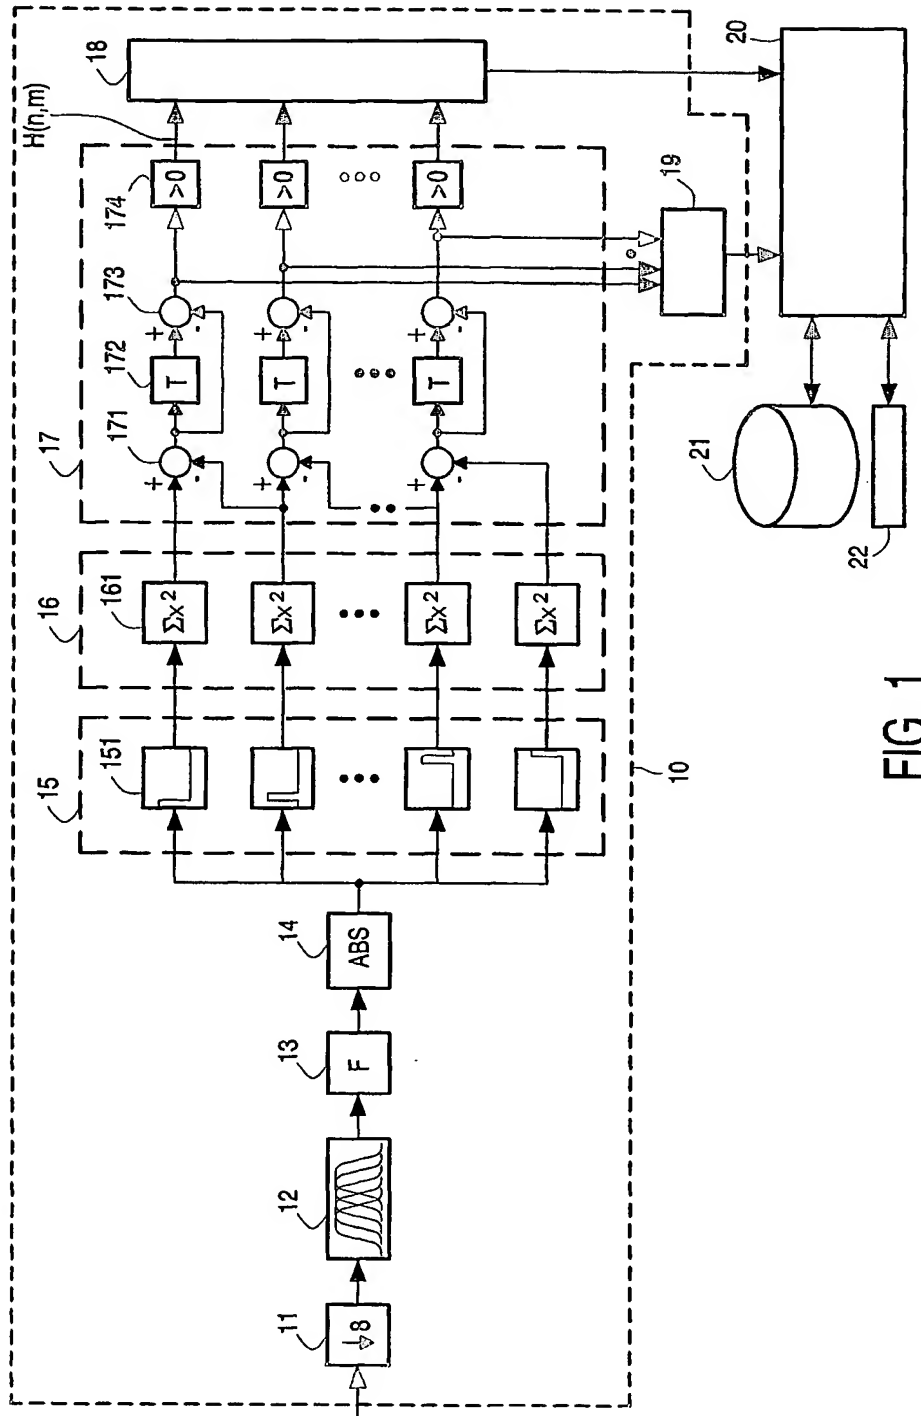 H(n,m)
15 16 17
151 161 171 172 173 174 18
+ +
Σx² T >0
- -
+ +
11 12 13 14 Σx² T >0
- -
↓8 F ABS
+ +
Σx² T >0
- -
Σx²
10 21 19
20
22
FIG. 1